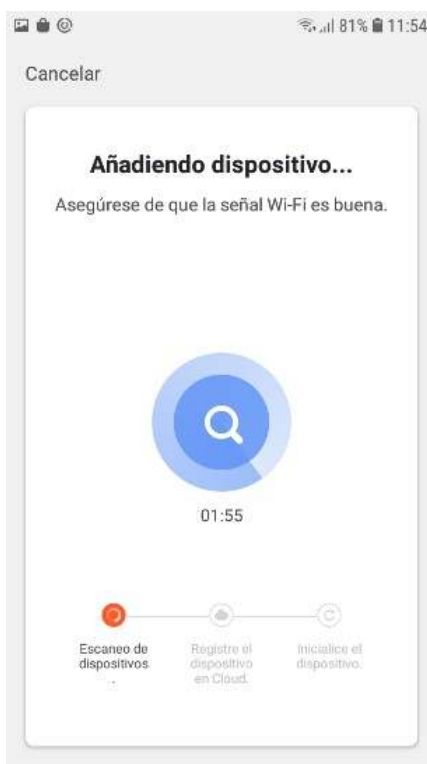 81% 11:54
Cancelar
Añadiendo dispositivo...
Asegúrese de que la señal Wi-Fi es buena.
01:55
Escaneo de
dispositivos
.
Registre el
dispositivo
en Cloud.
Inicialice el
dispositivo.